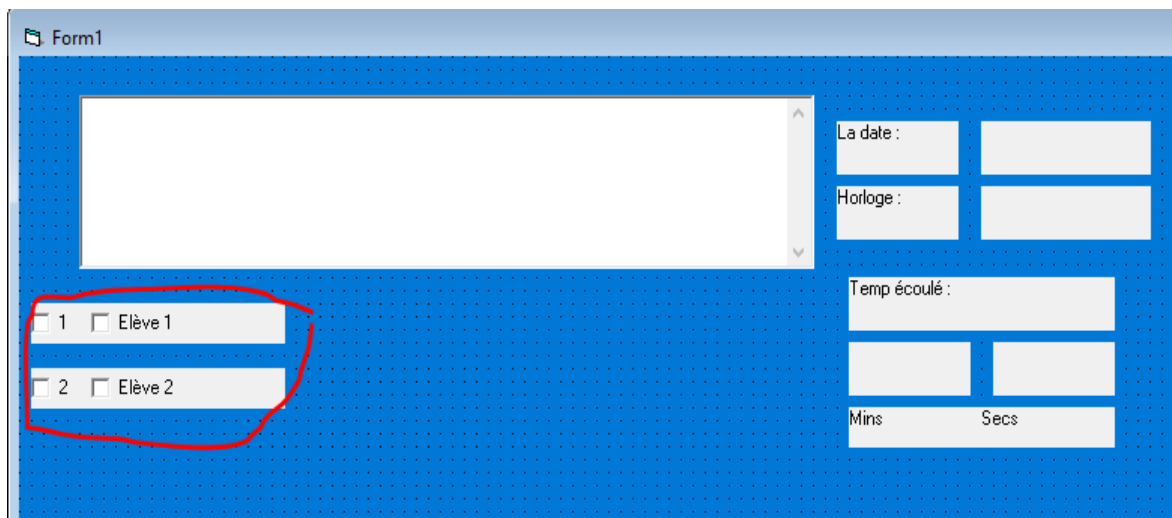 Form1
La date :
Horloge :
1 Elève 1
2 Elève 2
Temp écoulé :
Mins Secs